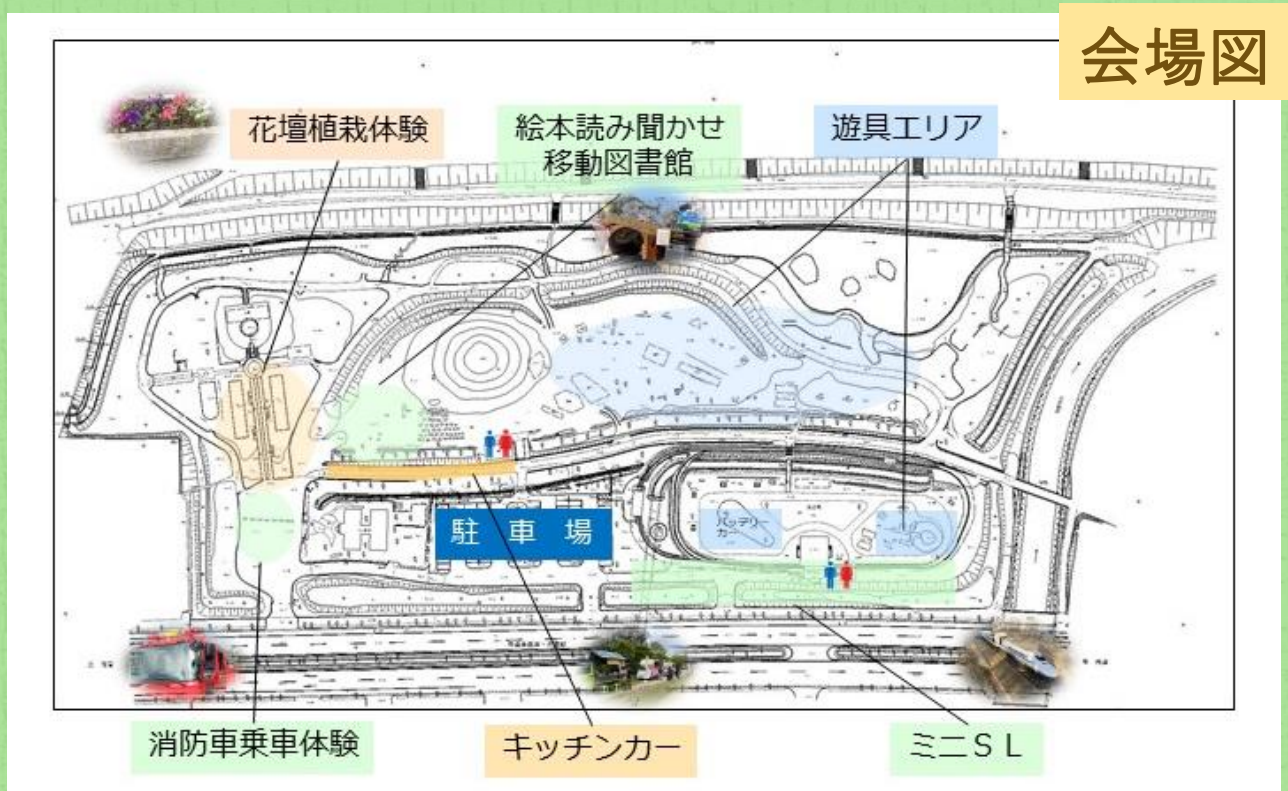 会場図
花壇植栽体験
絵本読み聞かせ
移動図書館
遊具エリア
駐車場
バッテリー
カー
消防車乗車体験
キッチンカー
ミニSL